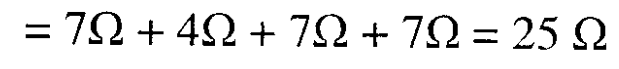 = 7Ω + 4Ω + 7Ω + 7Ω = 25 Ω